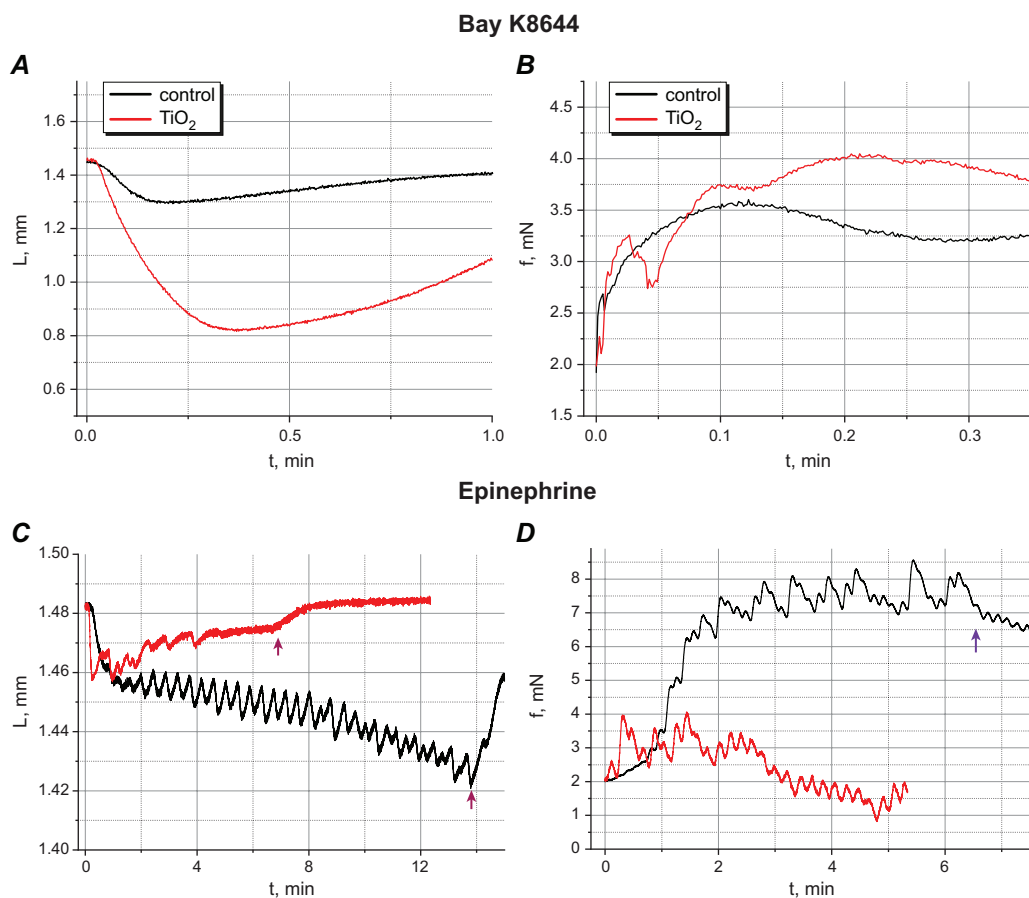 Bay K8644
A
control
TiO2
L, mm
1.6
1.4
1.2
1.0
0.8
0.6
0.0
0.5
1.0
t, min
B
control
TiO2
f, mN
4.5
4.0
3.5
3.0
2.5
2.0
1.5
0.0
0.1
0.2
0.3
t, min
Epinephrine
C
L, mm
1.50
1.48
1.46
1.44
1.42
1.40
0
4
8
12
t, min
D
f, mN
8
7
6
5
4
3
2
1
0
0
2
4
6
t, min